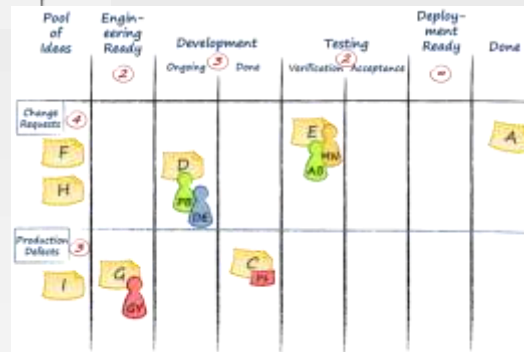 Pool
of
Ideas
Engin-
eering
Ready
2
Development
3
Ongoing
Done
Testing
2
Verification
Acceptance
Deploy-
ment
Ready
∞
Done
Change
Requests
4
F
H
D
PB
DE
E
MN
AB
A
Production
Defects
3
I
G
GY
C